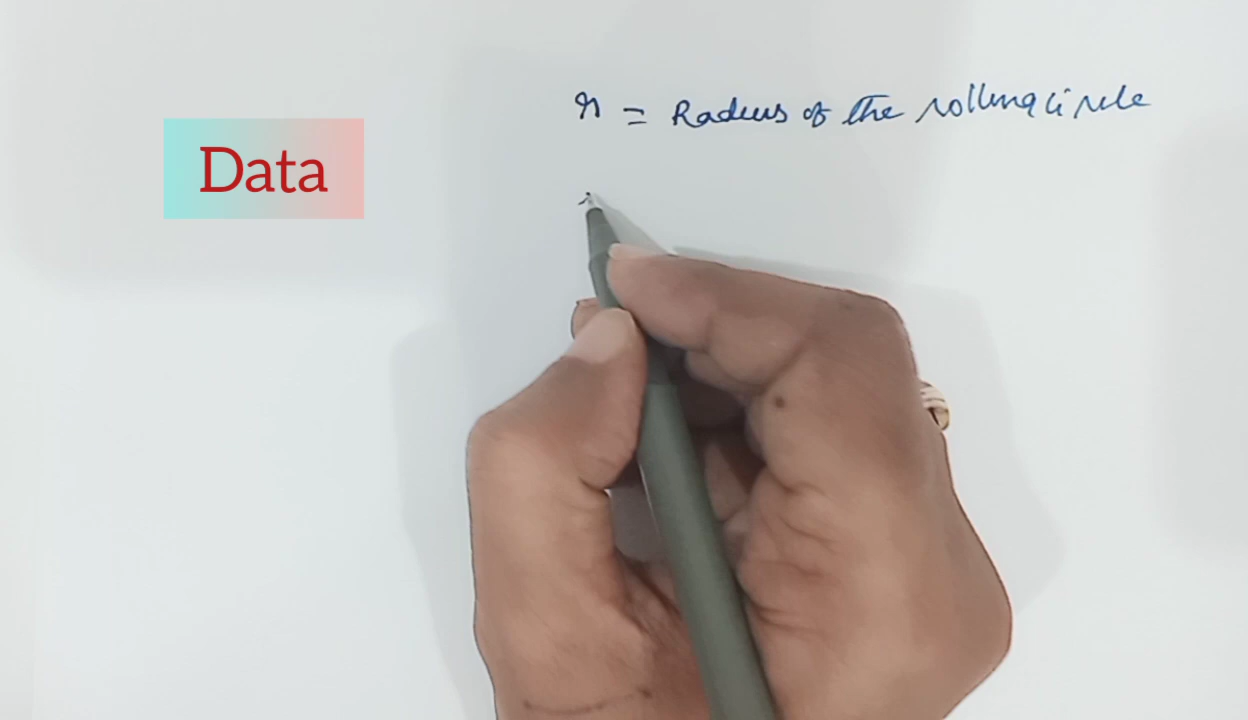 r = Radius of the rolling circle
Data